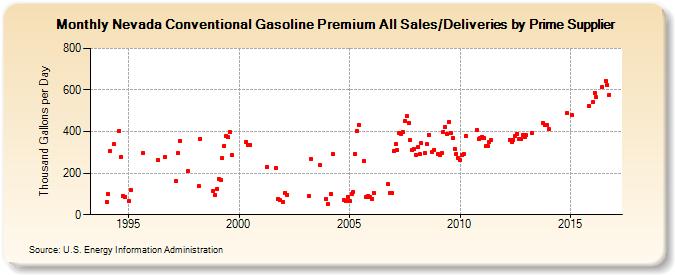 Monthly Nevada Conventional Gasoline Premium All Sales/Deliveries by Prime Supplier
Thousand Gallons per Day
800
600
400
200
0
1995 2000 2005 2010 2015
Source: U.S. Energy Information Administration